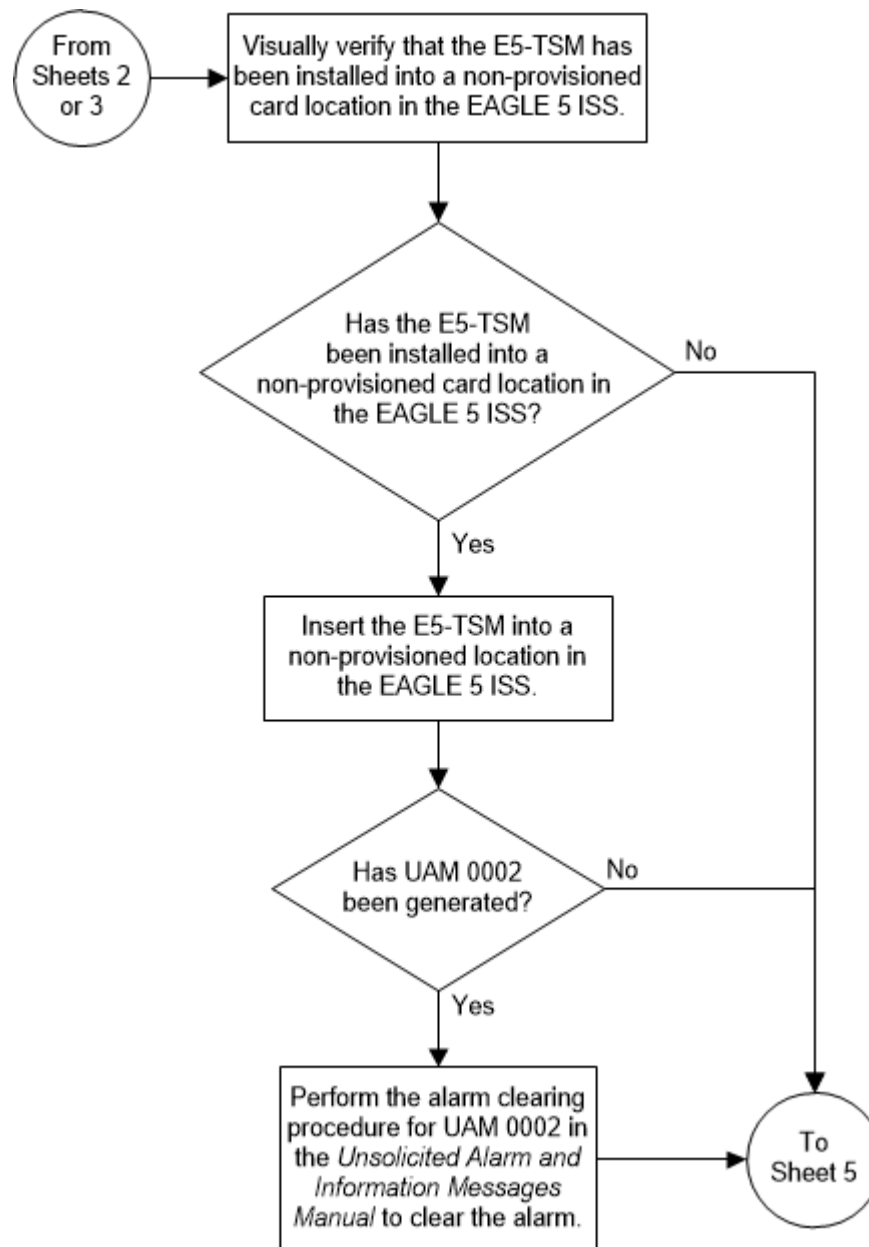 From
Sheets 2
or 3
Visually verify that the E5-TSM has
been installed into a non-provisioned
card location in the EAGLE 5 ISS.
Has the E5-TSM
been installed into a
non-provisioned card location in
the EAGLE 5 ISS?
No
Yes
Insert the E5-TSM into a
non-provisioned location in
the EAGLE 5 ISS.
Has UAM 0002
been generated?
No
Yes
Perform the alarm clearing
procedure for UAM 0002 in
the Unsolicited Alarm and
Information Messages
Manual to clear the alarm.
To
Sheet 5